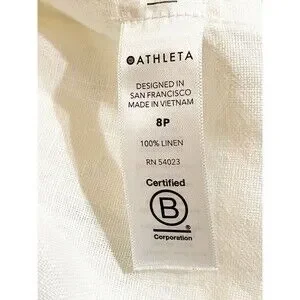 ATHLETA
DESIGNED IN
SAN FRANCISCO
MADE IN VIETNAM
8P
100% LINEN
RN 54023
Certified
B
Corporation